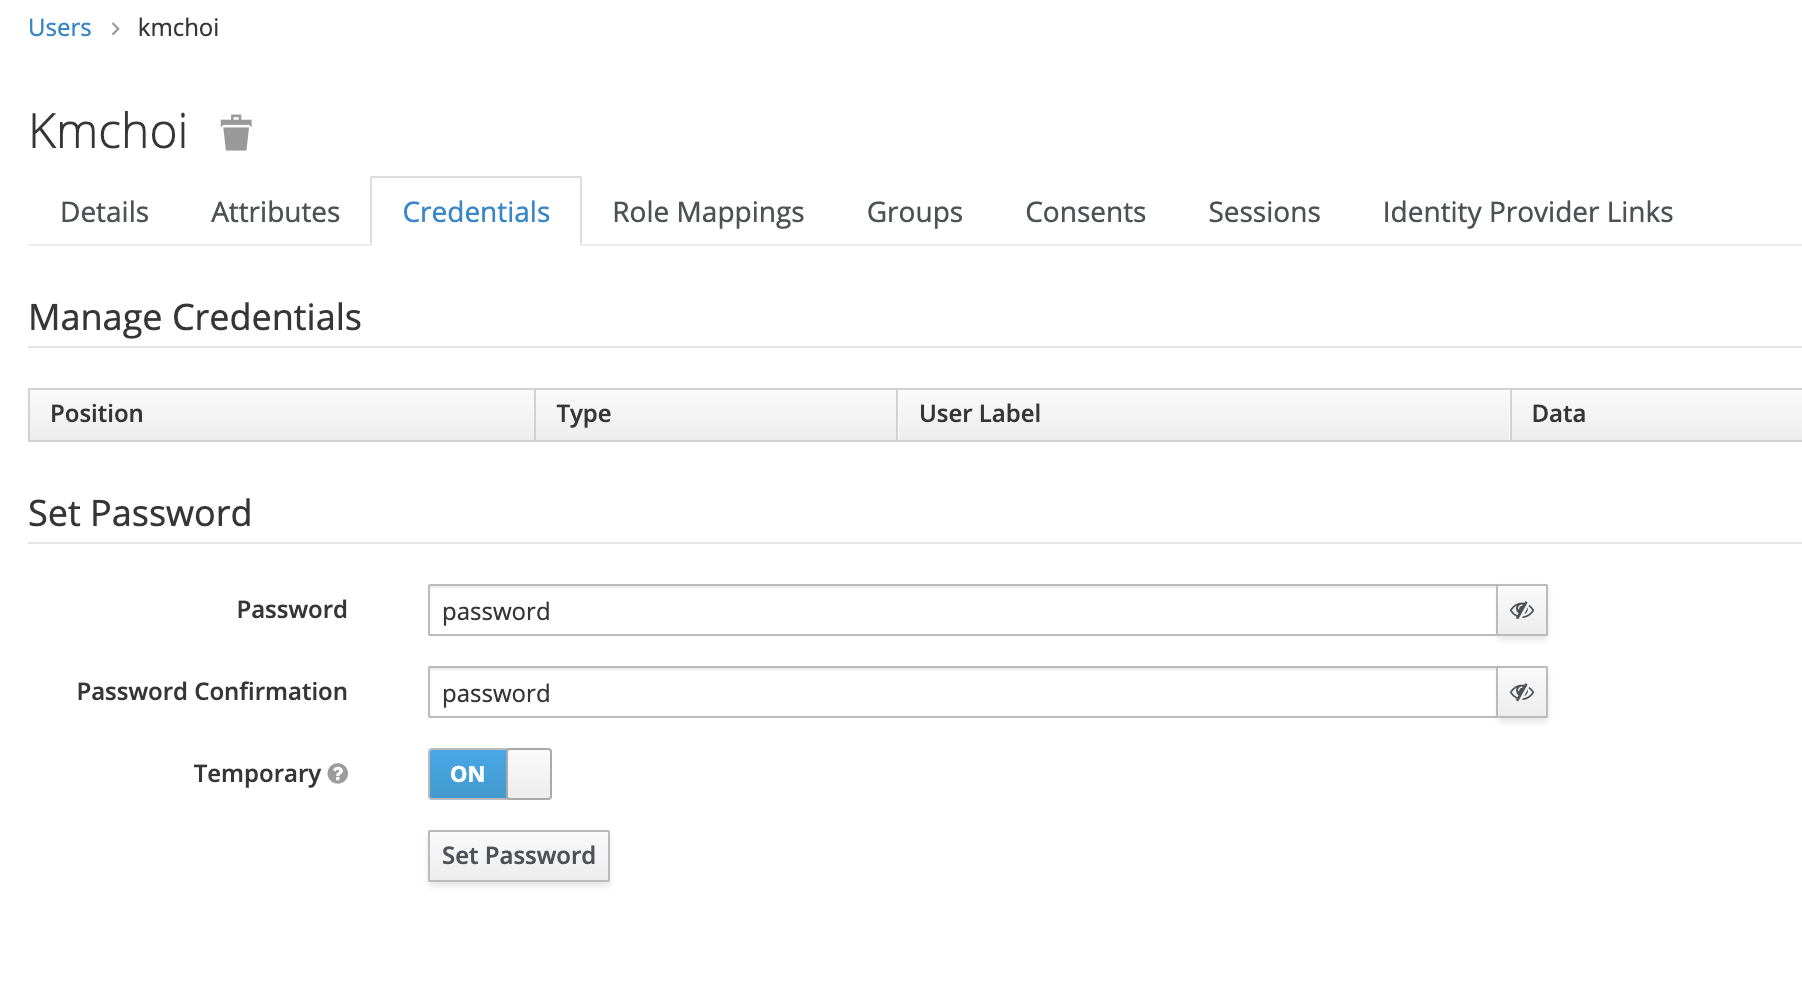 Users > kmchoi
Kmchoi
Details Attributes Credentials Role Mappings Groups Consents Sessions Identity Provider Links
Manage Credentials
Position Type User Label Data
Set Password
Password password
Password Confirmation password
Temporary ? ON
Set Password